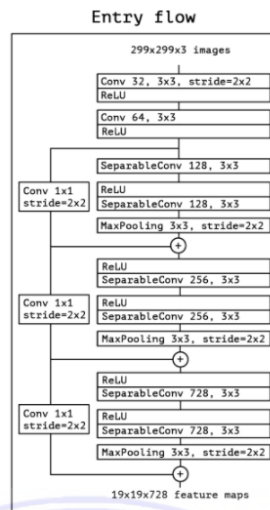 Entry flow
299x299x3 images
Conv 32, 3x3, stride=2x2
ReLU
Conv 64, 3x3
ReLU
SeparableConv 128, 3x3
Conv 1x1
stride=2x2
ReLU
SeparableConv 128, 3x3
MaxPooling 3x3, stride=2x2
+
ReLU
SeparableConv 256, 3x3
Conv 1x1
stride=2x2
ReLU
SeparableConv 256, 3x3
MaxPooling 3x3, stride=2x2
+
ReLU
SeparableConv 728, 3x3
Conv 1x1
stride=2x2
ReLU
SeparableConv 728, 3x3
MaxPooling 3x3, stride=2x2
+
19x19x728 feature maps